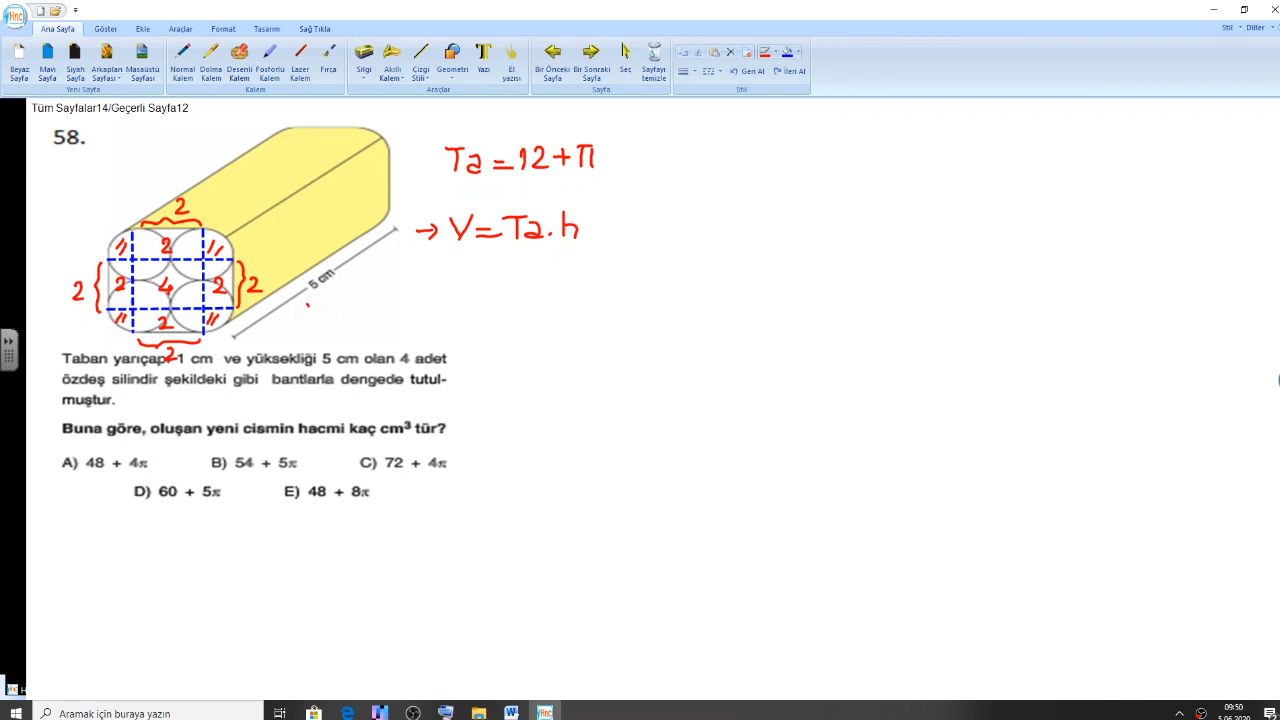 Stil Diller
Ana Sayfa Göster Ekle Araçlar Format Tasarım Sağ Tıkla
Beyaz Sayfa Mavi Sayfa Siyah Sayfa Arkaplan Sayfası Masaüstü Sayfası Normal Kalem Dolma Kalem Desenli Kalem Fosforlu Kalem Lazer Kalem Fırça Silgi Akıllı Kalem Çizgi Stili Geometri Yazı El yazısı Bir Önceki Sayfa Bir Sonraki Sayfa Seç Sayfayı temizle Geri Al İleri Al
Yeni Sayfa Kalem Araçlar Sayfa Stil
Tüm Sayfalar14/Geçerli Sayfa12
58.
Ta = 12 + π
→ V = Ta . h
2
2
2 2 4 2 2
2
2
5 cm
Taban yarıçapı 1 cm ve yüksekliği 5 cm olan 4 adet
özdeş silindir şekildeki gibi bantlarla dengede tutul-
muştur.
Buna göre, oluşan yeni cismin hacmi kaç cm³ tür?
A) 48 + 4π B) 54 + 5π C) 72 + 4π
D) 60 + 5π E) 48 + 8π
Aramak için buraya yazın
09:50
5.06.2020